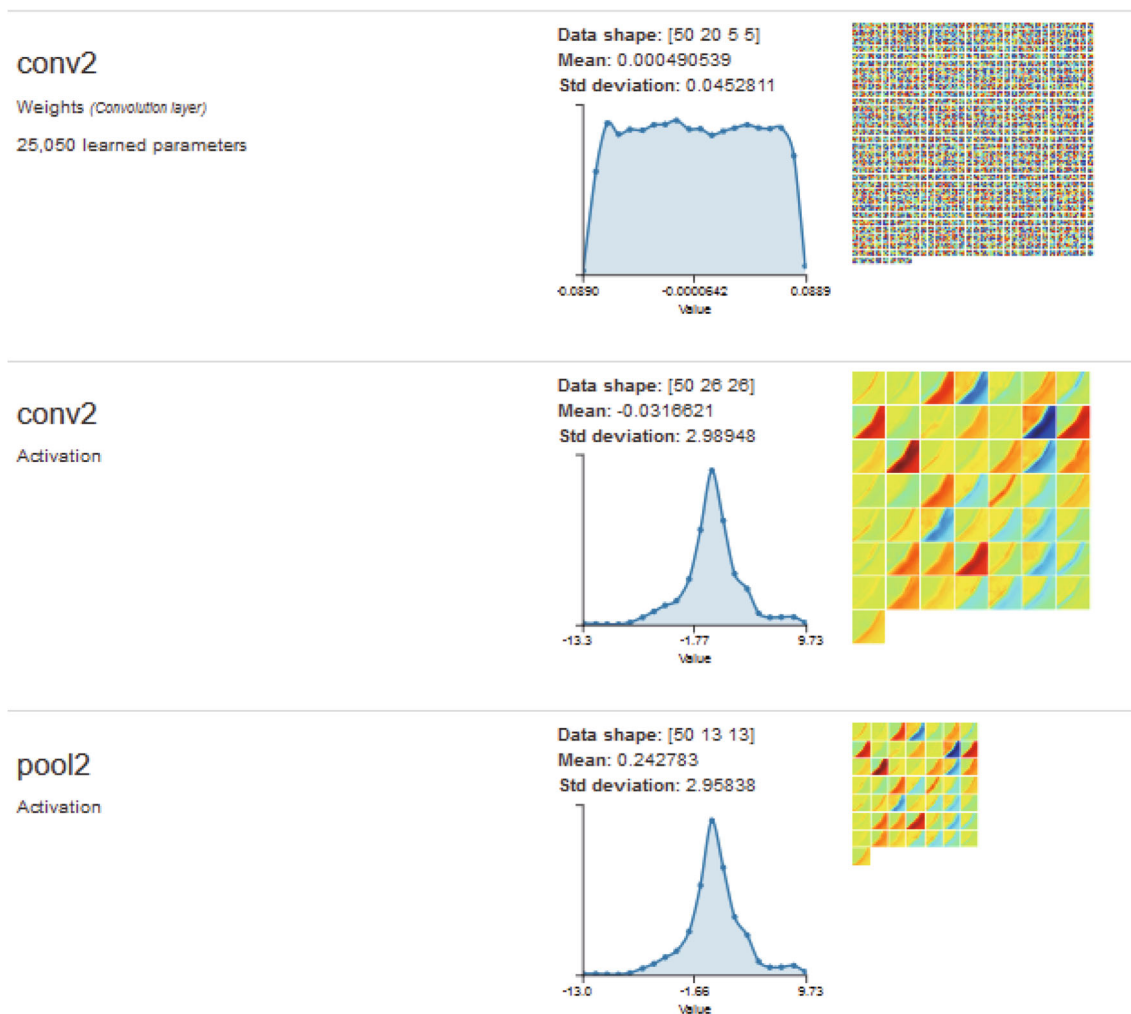 conv2
Weights (Convolution layer)
25,050 learned parameters
Data shape: [50 20 5 5]
Mean: 0.000490539
Std deviation: 0.0452811
-0.0890 -0.0000642 0.0889
Value
conv2
Activation
Data shape: [50 26 26]
Mean: -0.0316621
Std deviation: 2.98948
-13.3 -1.77 9.73
Value
pool2
Activation
Data shape: [50 13 13]
Mean: 0.242783
Std deviation: 2.95838
-13.0 -1.66 9.73
Value